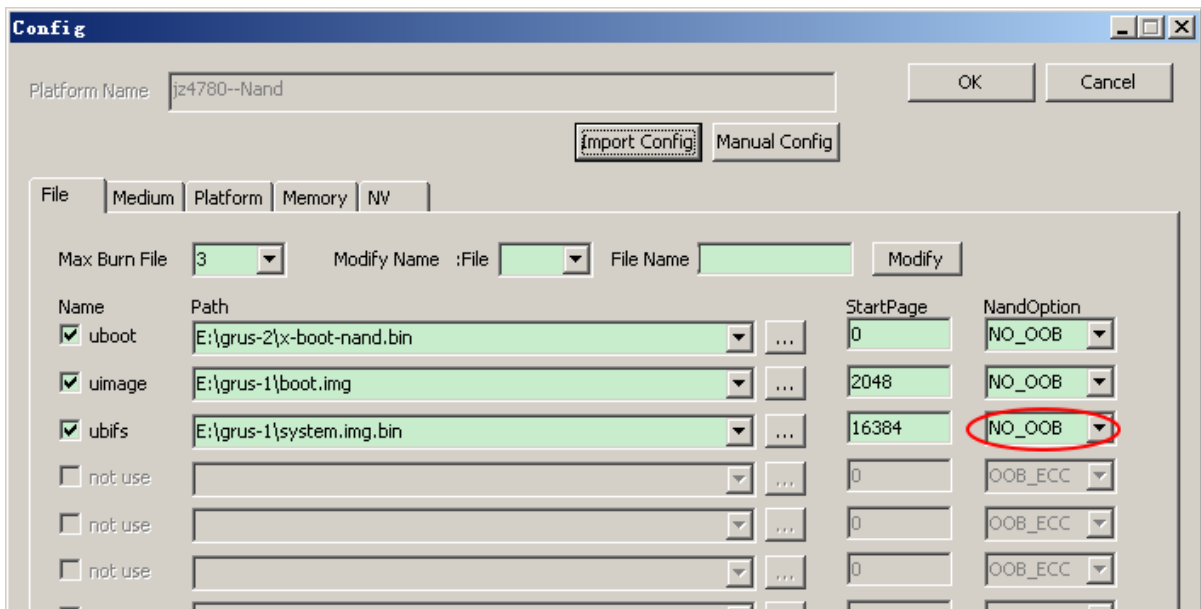 Config
Platform Name jz4780--Nand OK Cancel
Import Config Manual Config
File Medium Platform Memory NV
Max Burn File 3 Modify Name :File File Name Modify
Name Path StartPage NandOption
uboot E:\grus-2\x-boot-nand.bin ... 0 NO_OOB
uimage E:\grus-1\boot.img ... 2048 NO_OOB
ubifs E:\grus-1\system.img.bin ... 16384 NO_OOB
not use ... 0 OOB_ECC
not use ... 0 OOB_ECC
not use ... 0 OOB_ECC